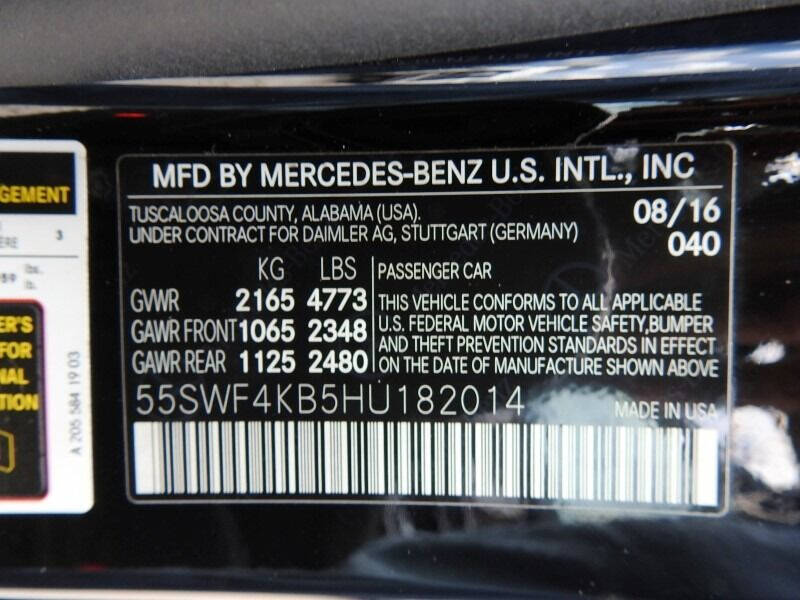 MFD BY MERCEDES-BENZ U.S. INTL., INC
TUSCALOOSA COUNTY, ALABAMA (USA).
UNDER CONTRACT FOR DAIMLER AG, STUTTGART (GERMANY)
08/16
040
KG LBS
GVWR 2165 4773
GAWR FRONT 1065 2348
GAWR REAR 1125 2480
PASSENGER CAR
THIS VEHICLE CONFORMS TO ALL APPLICABLE
U.S. FEDERAL MOTOR VEHICLE SAFETY,BUMPER
AND THEFT PREVENTION STANDARDS IN EFFECT
ON THE DATE OF MANUFACTURE SHOWN ABOVE
55SWF4KB5HU182014
MADE IN USA
3
lbs.
lb.
FOR
A 205 584 19 03